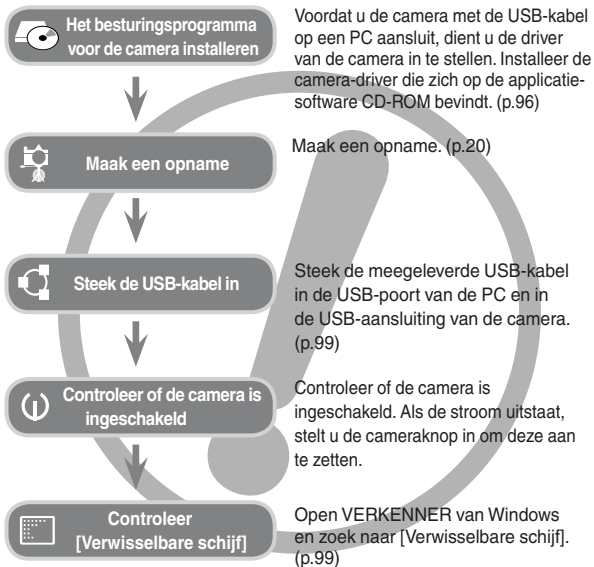 Het besturingsprogramma
voor de camera installeren
Voordat u de camera met de USB-kabel
op een PC aansluit, dient u de driver
van de camera in te stellen. Installeer de
camera-driver die zich op de applicatie-
software CD-ROM bevindt. (p.96)
Maak een opname
Maak een opname. (p.20)
Steek de USB-kabel in
Steek de meegeleverde USB-kabel
in de USB-poort van de PC en in
de USB-aansluiting van de camera.
(p.99)
Controleer of de camera is
ingeschakeld
Controleer of de camera is
ingeschakeld. Als de stroom uitstaat,
stelt u de cameraknop in om deze aan
te zetten.
Controleer
[Verwisselbare schijf]
Open VERKENNER van Windows
en zoek naar [Verwisselbare schijf].
(p.99)